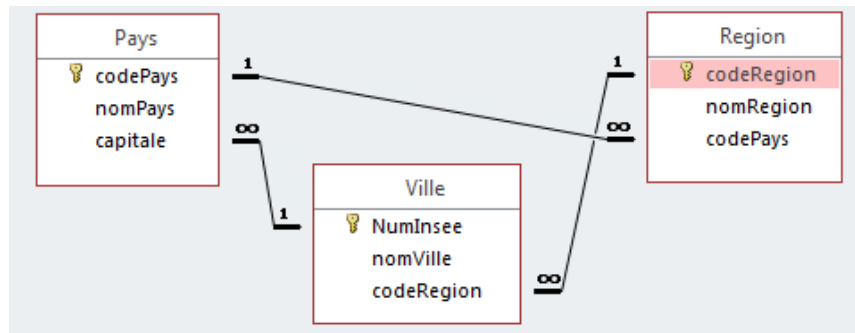 Pays
codePays
nomPays
capitale
1
∞
Region
codeRegion
nomRegion
codePays
1
∞
Ville
NumInsee
nomVille
codeRegion
1
∞